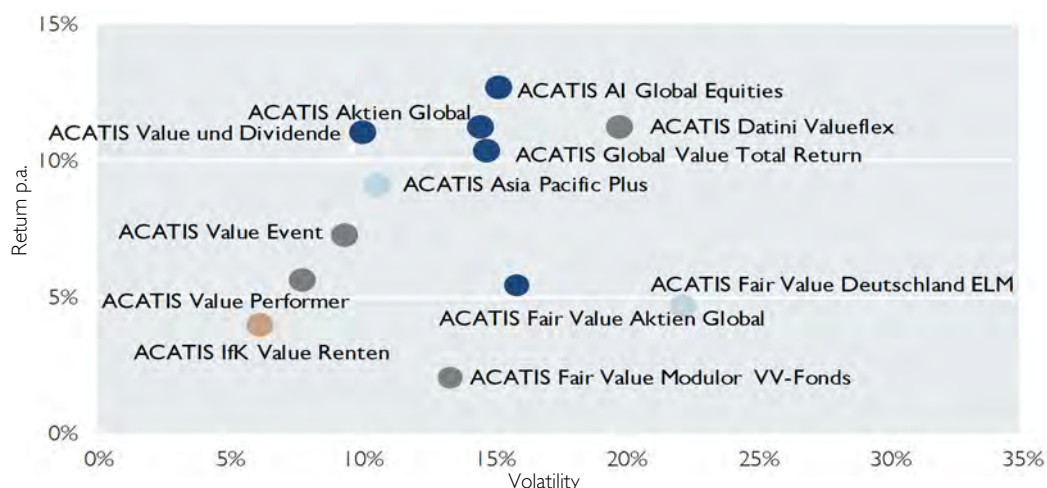 15%
ACATIS AI Global Equities
ACATIS Aktien Global
ACATIS Datini Valueflex
ACATIS Value und Dividende
ACATIS Global Value Total Return
10%
ACATIS Asia Pacific Plus
Return p.a.
ACATIS Value Event
ACATIS Fair Value Deutschland ELM
5%
ACATIS Value Performer
ACATIS Fair Value Aktien Global
ACATIS IfK Value Renten
ACATIS Fair Value Modulor VV-Fonds
0%
0% 5% 10% 15% 20% 25% 30% 35%
Volatility